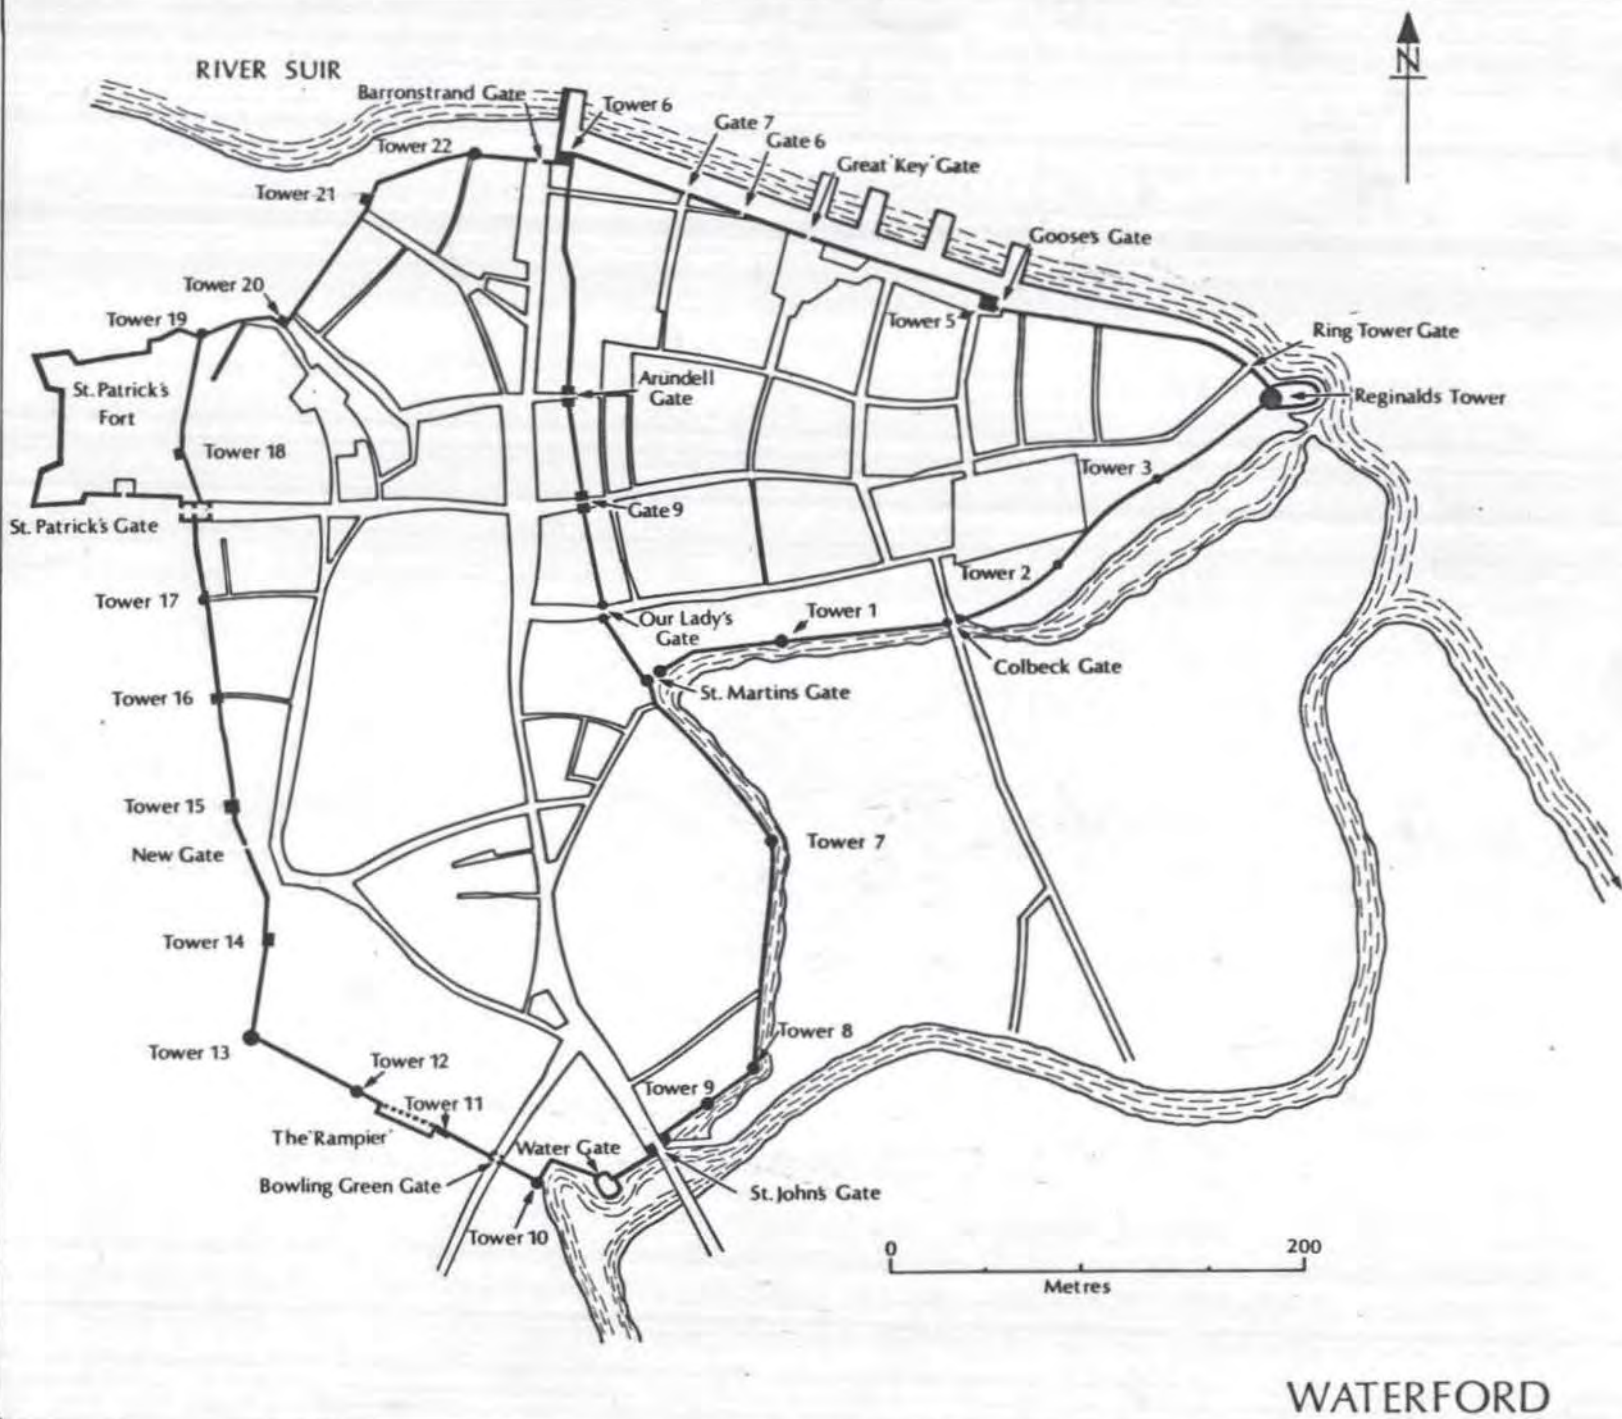 RIVER SUIR
N
Barronstrand Gate
Tower 6
Gate 7
Gate 6
Great 'Key' Gate
Goose's Gate
Tower 22
Tower 21
Tower 20
Tower 19
Tower 5
Ring Tower Gate
Reginalds Tower
St. Patrick's
Fort
Arundell
Gate
Tower 18
Tower 3
St. Patrick's Gate
Gate 9
Tower 2
Tower 17
Tower 1
Our Lady's
Gate
Colbeck Gate
Tower 16
St. Martins Gate
Tower 15
New Gate
Tower 7
Tower 14
Tower 8
Tower 13
Tower 12
Tower 9
Tower 11
The 'Rampier'
Water Gate
Bowling Green Gate
St. John's Gate
Tower 10
0 200
Metres
WATERFORD